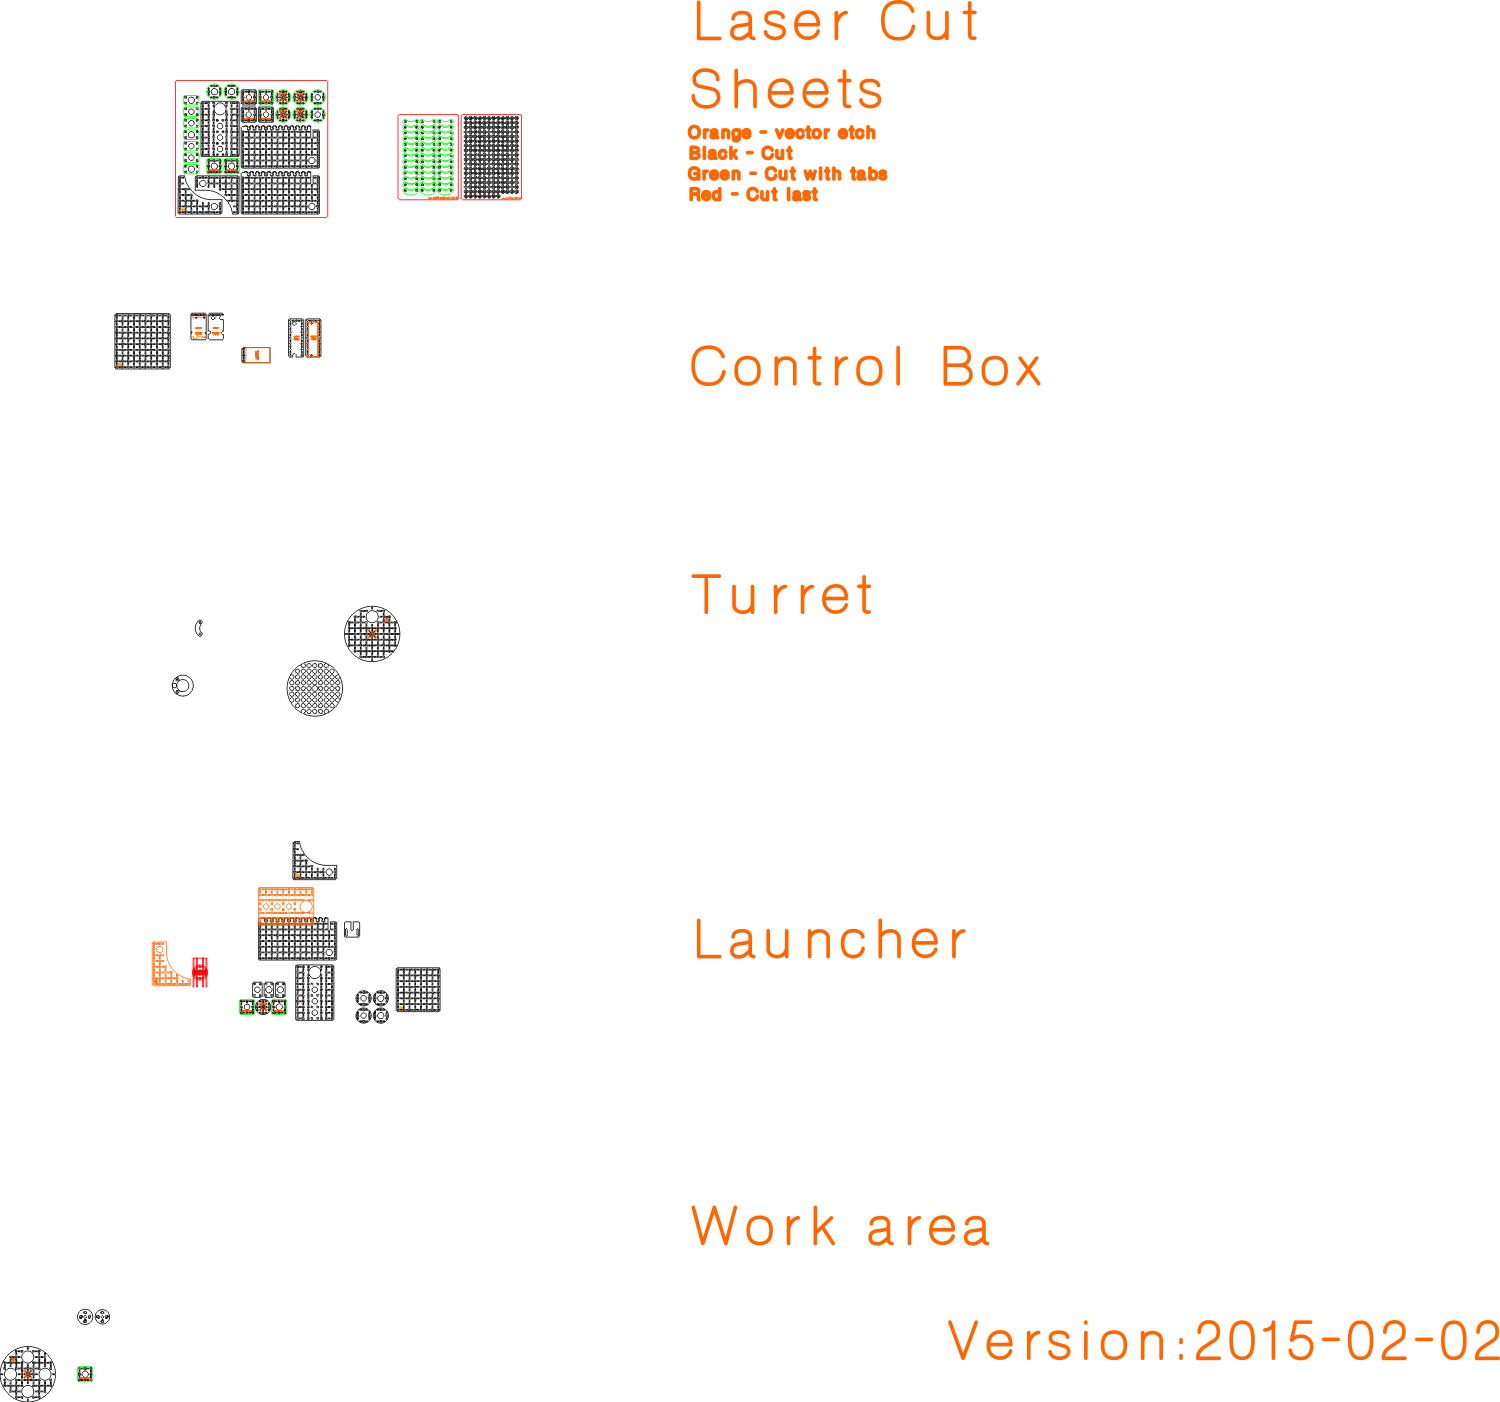 Laser Cut
Sheets
Orange - vector etch
Black - Cut
Green - Cut with tabs
Red - Cut last
Control Box
Turret
Launcher
Work area
Version:2015-02-02